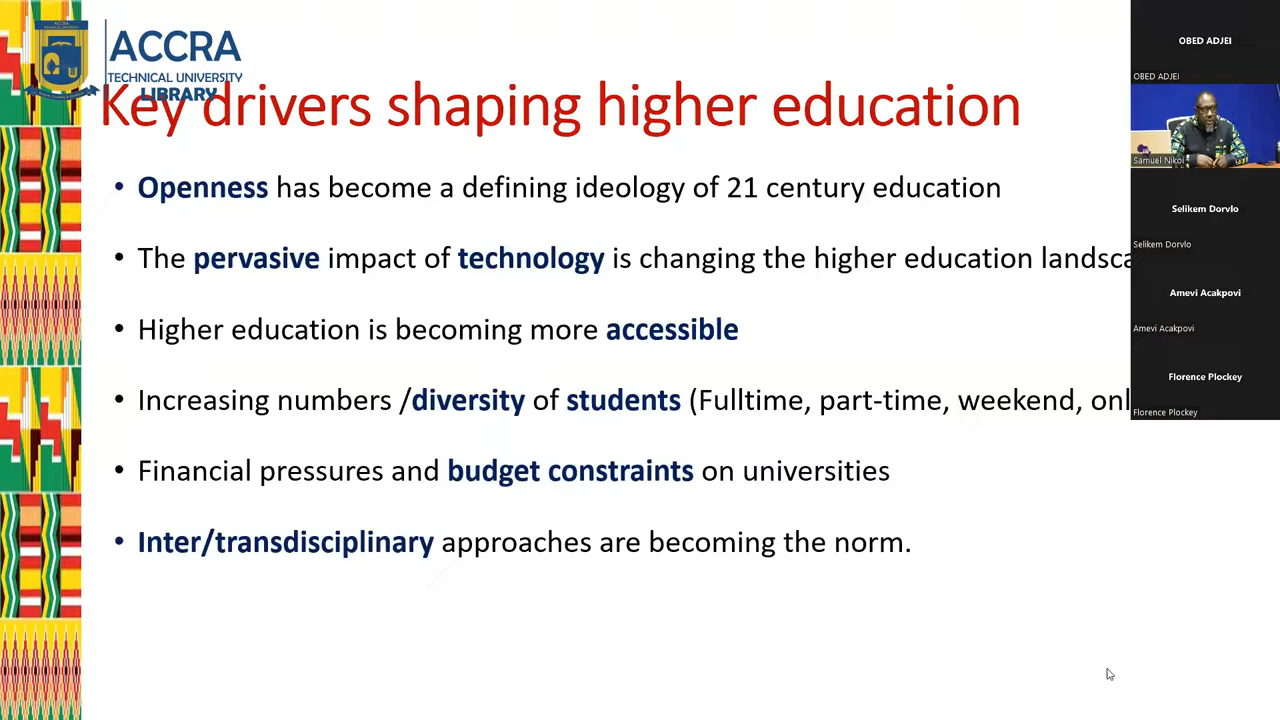 ACCRA
TECHNICAL UNIVERSITY
LIBRARY
Key drivers shaping higher education
• Openness has become a defining ideology of 21 century education
• The pervasive impact of technology is changing the higher education
• Higher education is becoming more accessible
• Increasing numbers /diversity of students (Fulltime, part-time, weekend,
• Financial pressures and budget constraints on universities
• Inter/transdisciplinary approaches are becoming the norm.
OBED ADJEI
OBED ADJEI
Samuel Nikoi
Selikem Dorvlo
Selikem Dorvlo
Amevi Acakpovi
Amevi Acakpovi
Florence Plockey
Florence Plockey